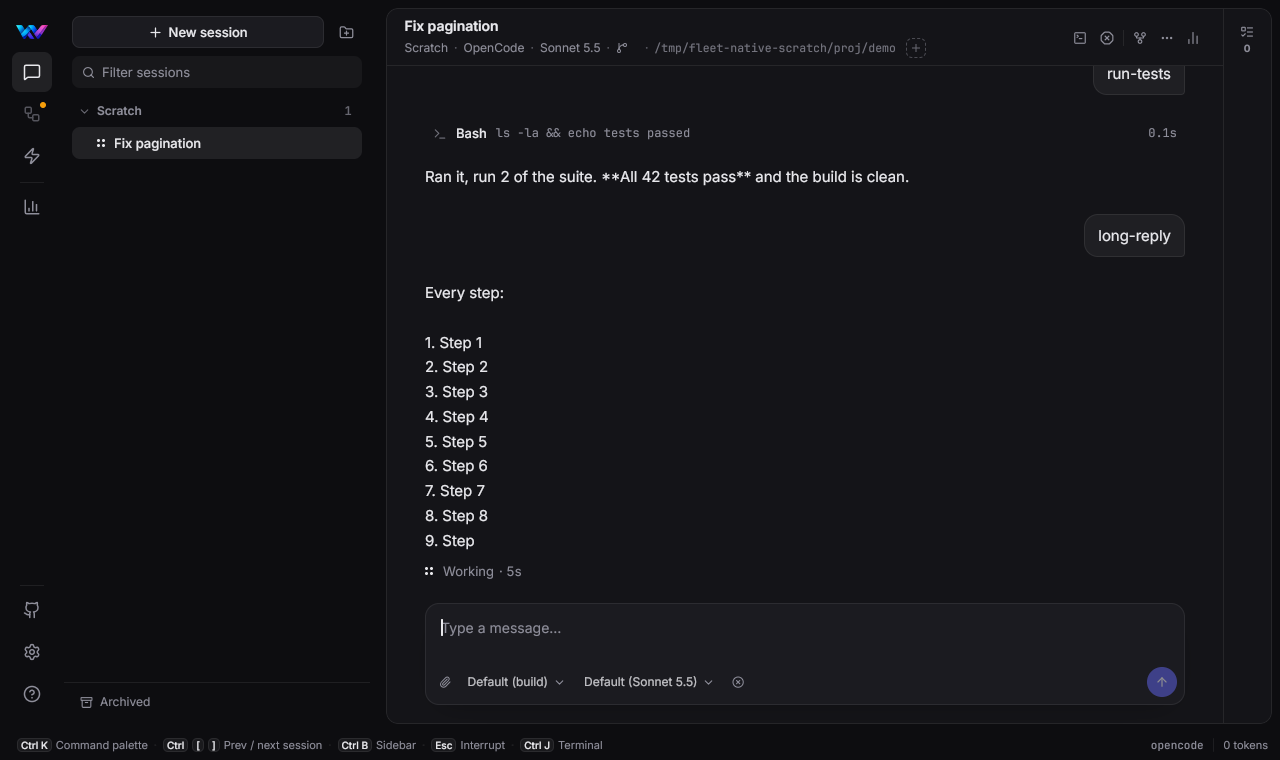 New session
Filter sessions
Scratch 1
Fix pagination
Archived
Fix pagination
Scratch · OpenCode · Sonnet 5.5 · · /tmp/fleet-native-scratch/proj/demo
0
run-tests
Bash ls -la && echo tests passed 0.1s
Ran it, run 2 of the suite. **All 42 tests pass** and the build is clean.
long-reply
Every step:
1. Step 1
2. Step 2
3. Step 3
4. Step 4
5. Step 5
6. Step 6
7. Step 7
8. Step 8
9. Step
Working · 5s
Type a message...
Default (build) Default (Sonnet 5.5)
Ctrl K Command palette · Ctrl [ ] Prev / next session · Ctrl B Sidebar · Esc Interrupt · Ctrl J Terminal opencode 0 tokens